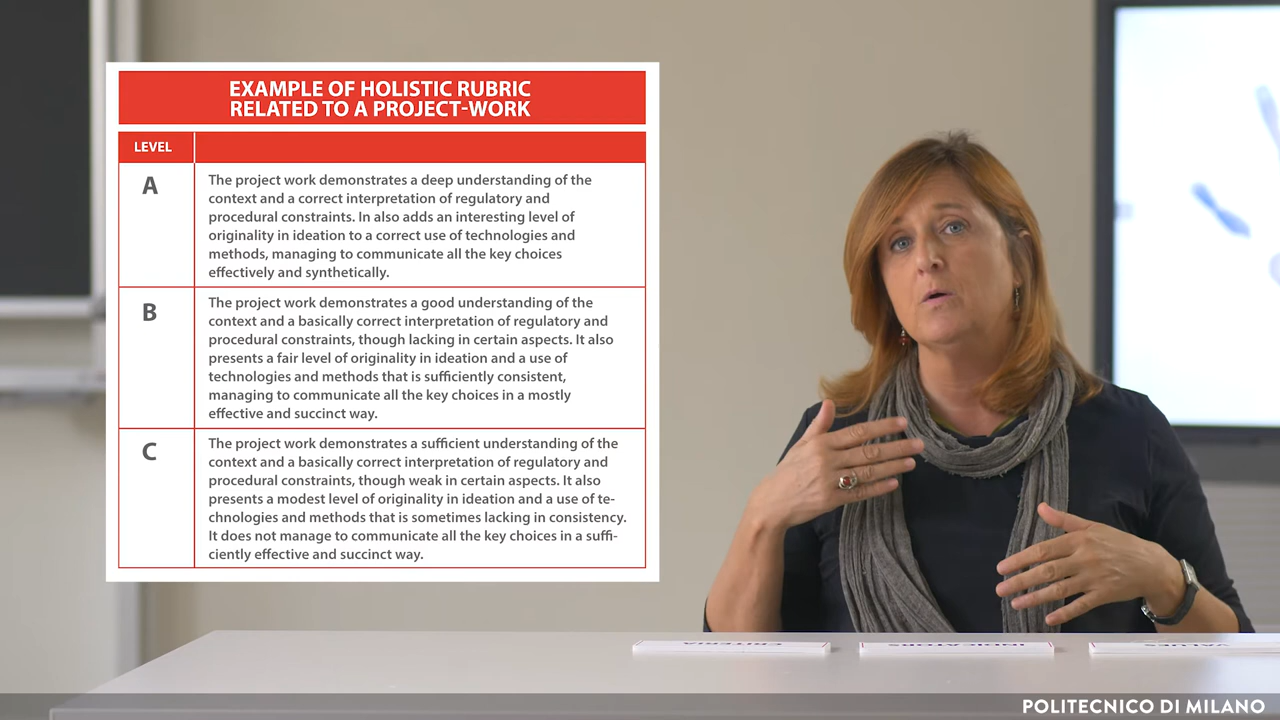 EXAMPLE OF HOLISTIC RUBRIC
RELATED TO A PROJECT-WORK
LEVEL
A
The project work demonstrates a deep understanding of the
context and a correct interpretation of regulatory and
procedural constraints. In also adds an interesting level of
originality in ideation to a correct use of technologies and
methods, managing to communicate all the key choices
effectively and synthetically.
B
The project work demonstrates a good understanding of the
context and a basically correct interpretation of regulatory and
procedural constraints, though lacking in certain aspects. It also
presents a fair level of originality in ideation and a use of
technologies and methods that is sufficiently consistent,
managing to communicate all the key choices in a mostly
effective and succinct way.
C
The project work demonstrates a sufficient understanding of the
context and a basically correct interpretation of regulatory and
procedural constraints, though weak in certain aspects. It also
presents a modest level of originality in ideation and a use of te-
chnologies and methods that is sometimes lacking in consistency.
It does not manage to communicate all the key choices in a suffi-
ciently effective and succinct way.
CRITERIA
INDICATORS
VALUES
POLITECNICO DI MILANO